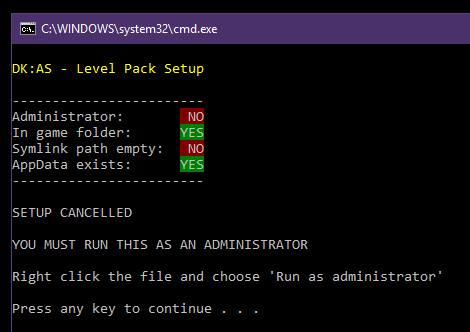 C:\WINDOWS\system32\cmd.exe
DK:AS - Level Pack Setup
------------------------
Administrator: NO
In game folder: YES
Symlink path empty: NO
AppData exists: YES
------------------------
SETUP CANCELLED
YOU MUST RUN THIS AS AN ADMINISTRATOR
Right click the file and choose 'Run as administrator'
Press any key to continue . . .